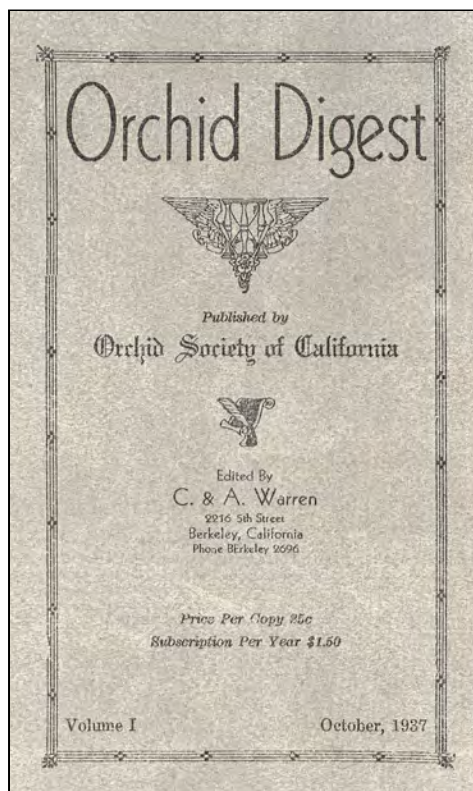 Orchid Digest
Published by
Orchid Society of California
Edited By
C. & A. Warren
2216 5th Street
Berkeley, California
Phone BErkeley 2696
Price Per Copy 25c
Subscription Per Year $1.50
Volume I October, 1937